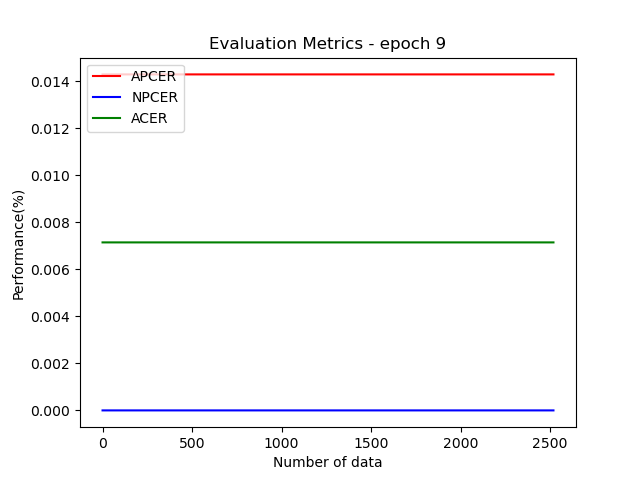 Evaluation Metrics - epoch 9
0.014
0.012
0.010
0.008
0.006
0.004
0.002
0.000
Performance(%)
APCER
NPCER
ACER
0
500
1000
1500
2000
2500
Number of data